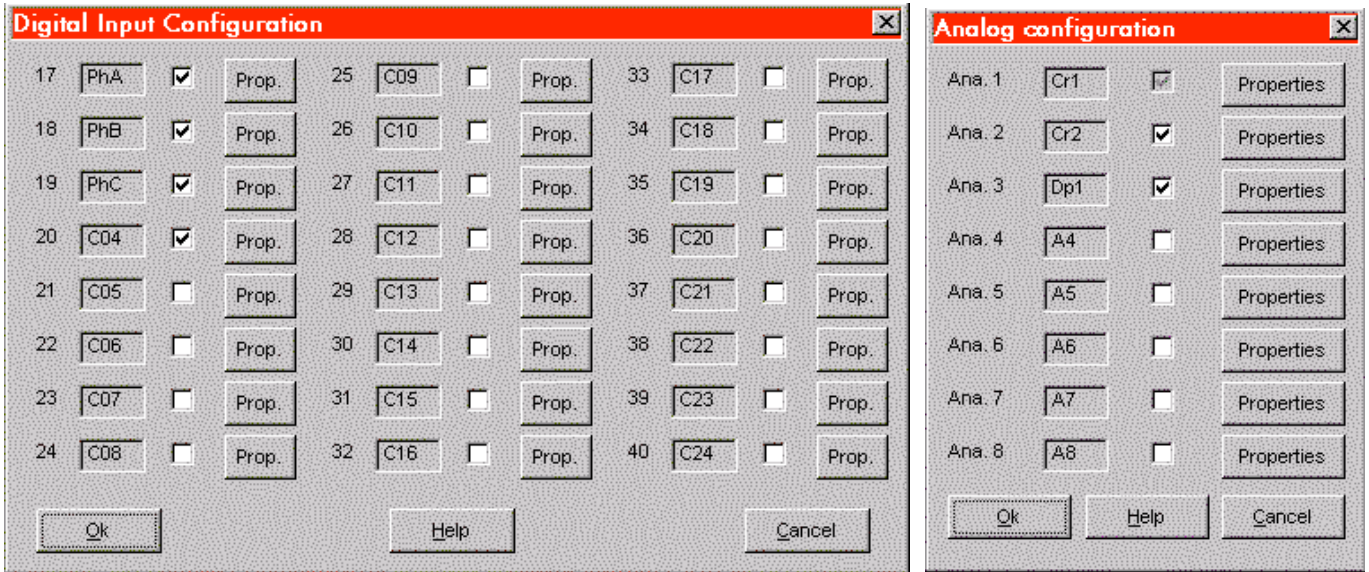 Digital Input Configuration
17 PhA Prop. 25 C09 Prop. 33 C17 Prop.
18 PhB Prop. 26 C10 Prop. 34 C18 Prop.
19 PhC Prop. 27 C11 Prop. 35 C19 Prop.
20 C04 Prop. 28 C12 Prop. 36 C20 Prop.
21 C05 Prop. 29 C13 Prop. 37 C21 Prop.
22 C06 Prop. 30 C14 Prop. 38 C22 Prop.
23 C07 Prop. 31 C15 Prop. 39 C23 Prop.
24 C08 Prop. 32 C16 Prop. 40 C24 Prop.
Ok Help Cancel
Analog configuration
Ana. 1 Cr1 Properties
Ana. 2 Cr2 Properties
Ana. 3 Dp1 Properties
Ana. 4 A4 Properties
Ana. 5 A5 Properties
Ana. 6 A6 Properties
Ana. 7 A7 Properties
Ana. 8 A8 Properties
Ok Help Cancel